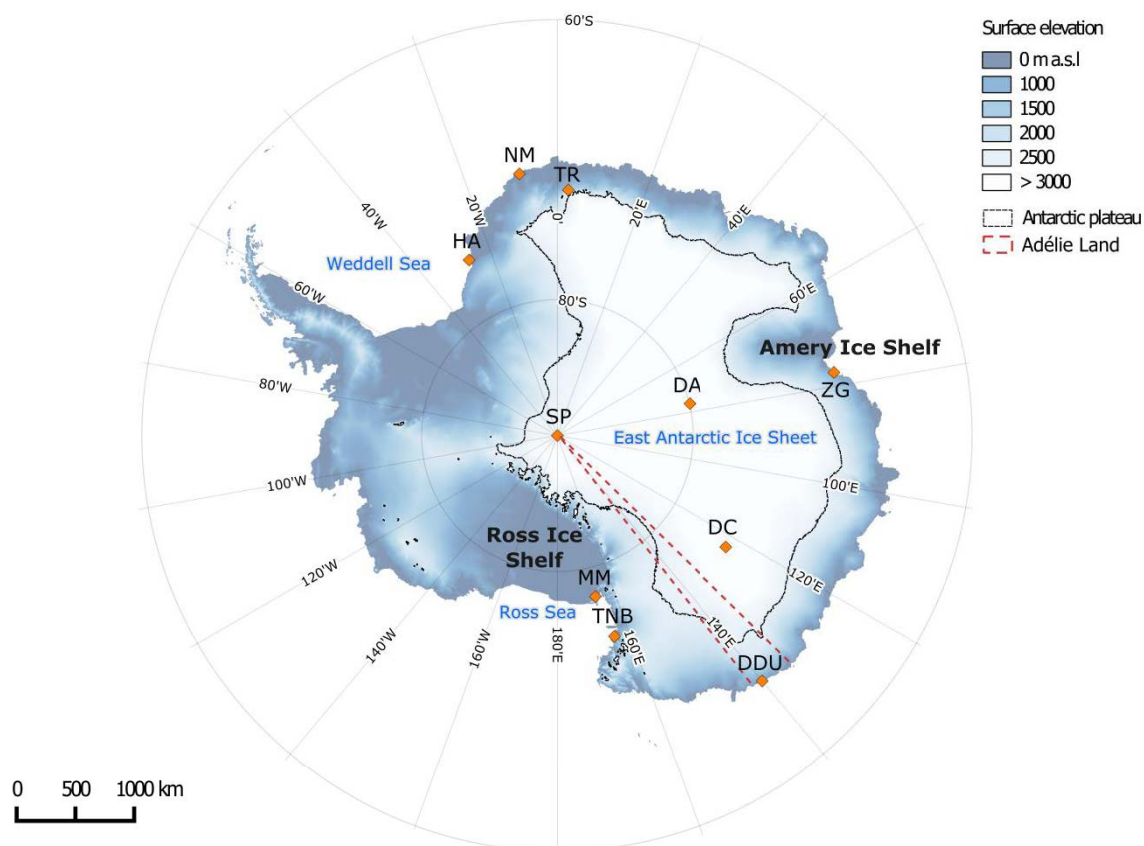 60°S
Surface elevation
0 m a.s.l
1000
1500
2000
2500
> 3000
Antarctic plateau
Adélie Land
NM
TR
20°W
0
20°E
40°W
40°E
HA
Weddell Sea
60°W
60°E
80°S
Amery Ice Shelf
ZG
80°W
DA
SP
East Antarctic Ice Sheet
100°W
100°E
DC
Ross Ice
Shelf
120°W
120°E
MM
Ross Sea
TNB
140°W
160°W
180°E
160°E
140°E
DDU
0 500 1000 km